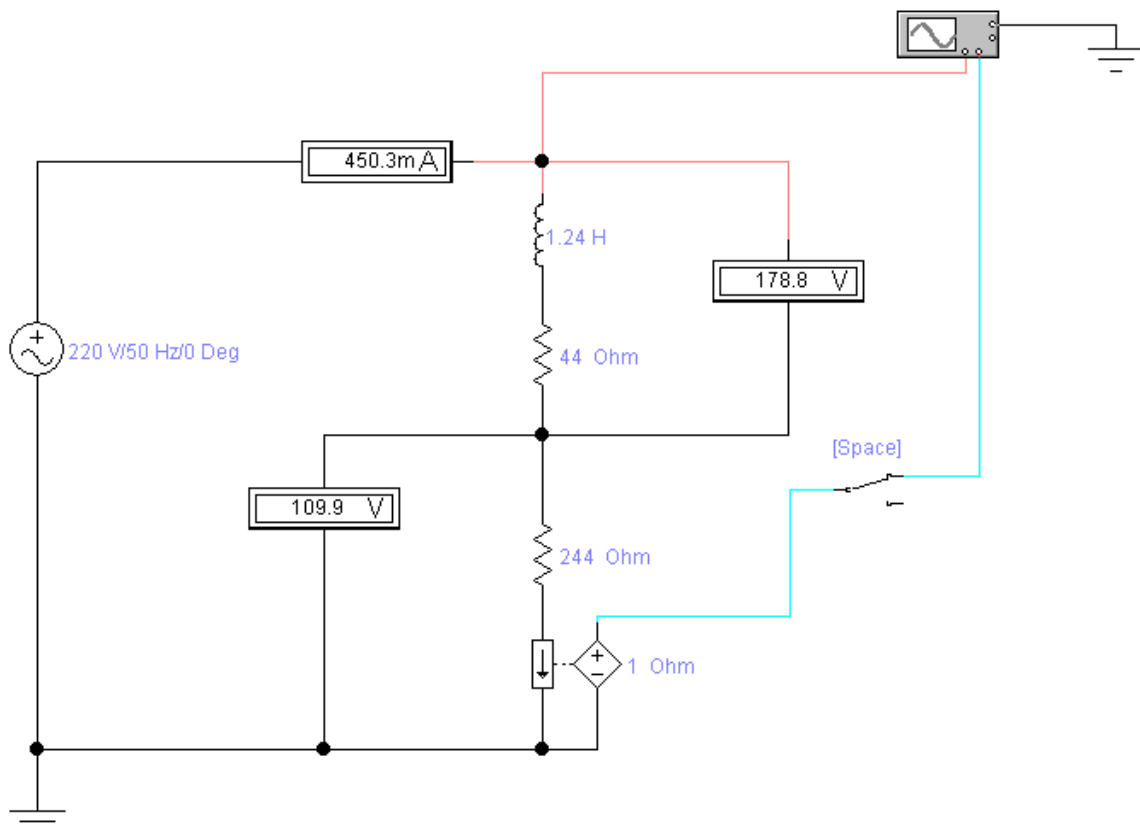 450.3m A
1.24 H
178.8 V
220 V/50 Hz/0 Deg
44 Ohm
[Space]
109.9 V
244 Ohm
1 Ohm